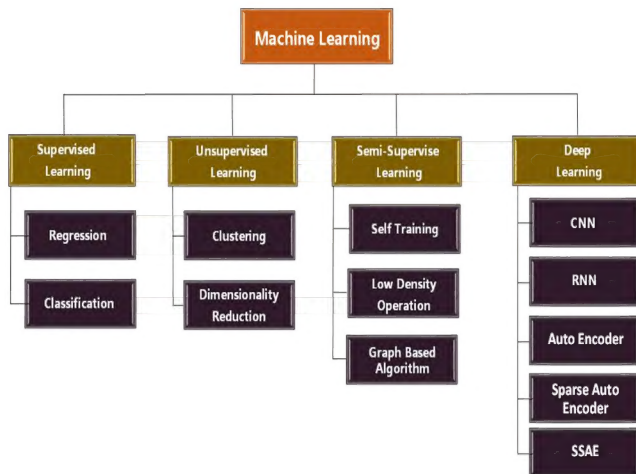 Machine Learning
Supervised
Learning
Regression
Classification
Unsupervised
Learning
Clustering
Dimensionality
Reduction
Semi-Supervise
Learning
Self Training
Low Density
Operation
Graph Based
Algorithm
Deep
Learning
CNN
RNN
Auto Encoder
Sparse Auto
Encoder
SSAE